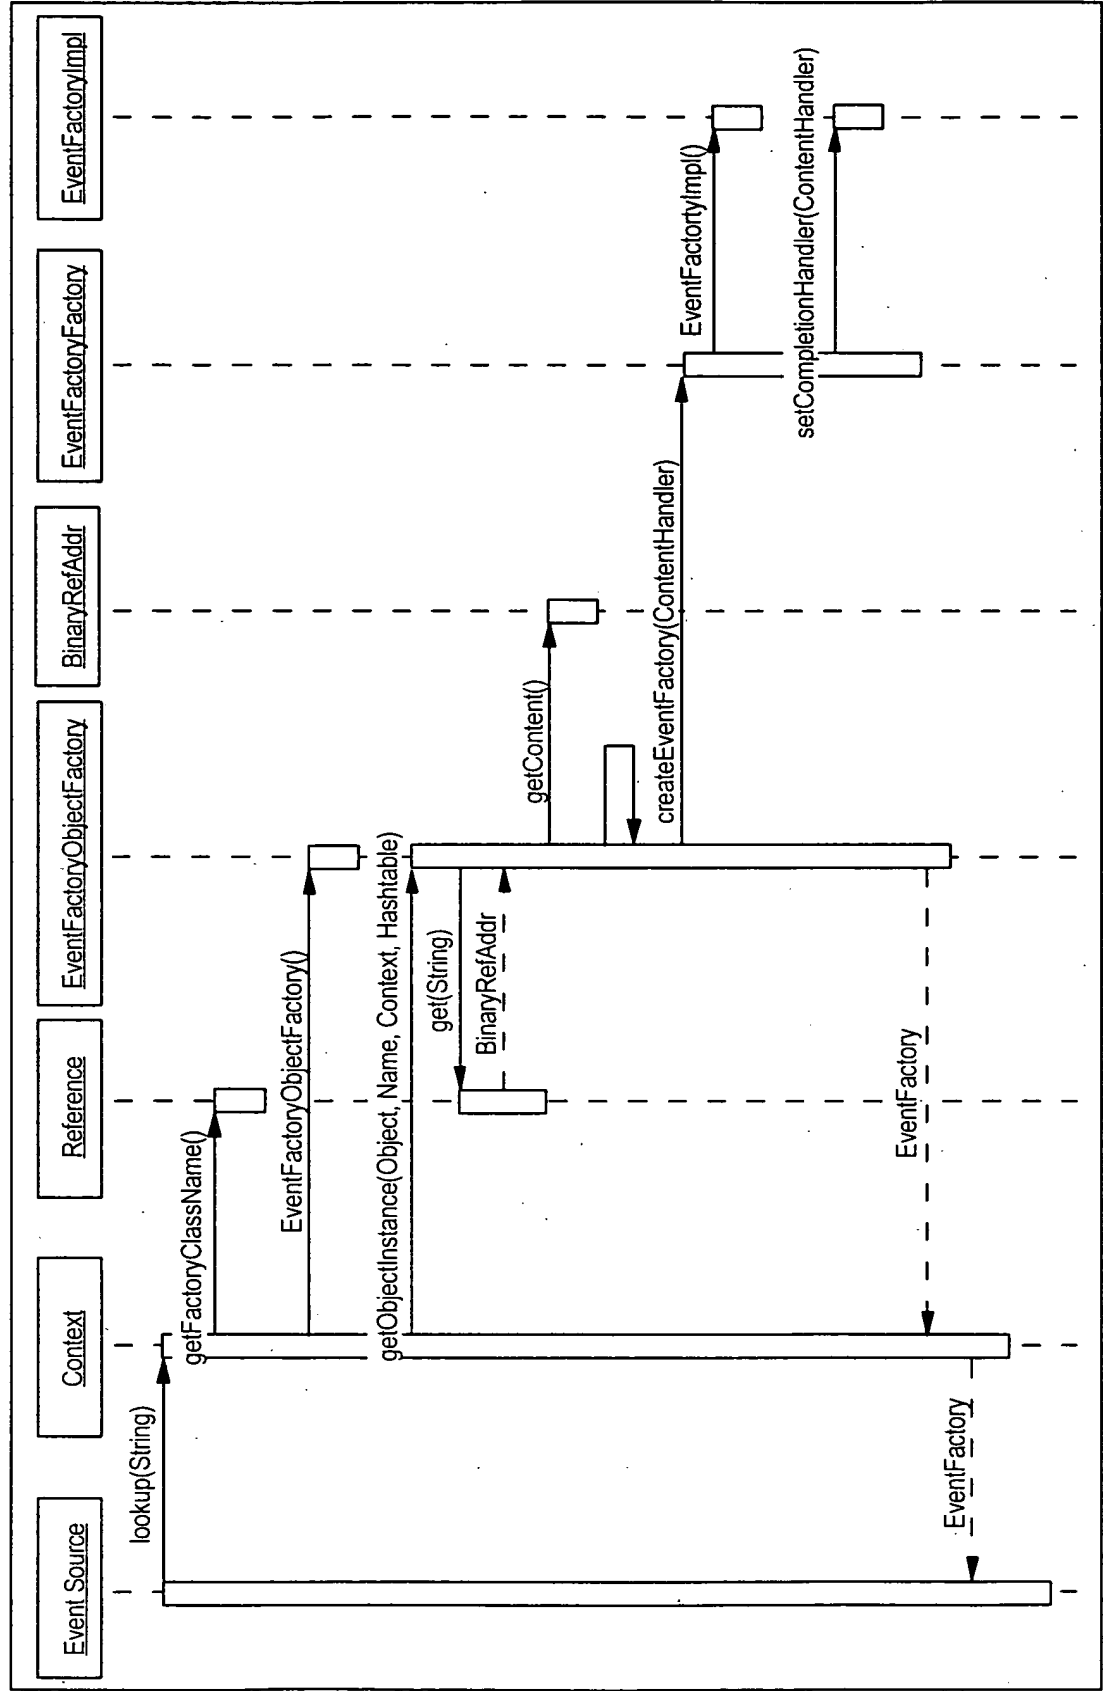 Event Source
Context
Reference
EventFactoryObjectFactory
BinaryRefAddr
EventFactoryFactory
EventFactoryImpl
lookup(String)
getFactoryClassName()
EventFactoryObjectFactory()
getObjectInstance(Object, Name, Context, Hashtable)
get(String)
BinaryRefAddr
getContent()
createEventFactory(ContentHandler)
EventFactortyImpl()
setCompletionHandler(ContentHandler)
EventFactory
EventFactory